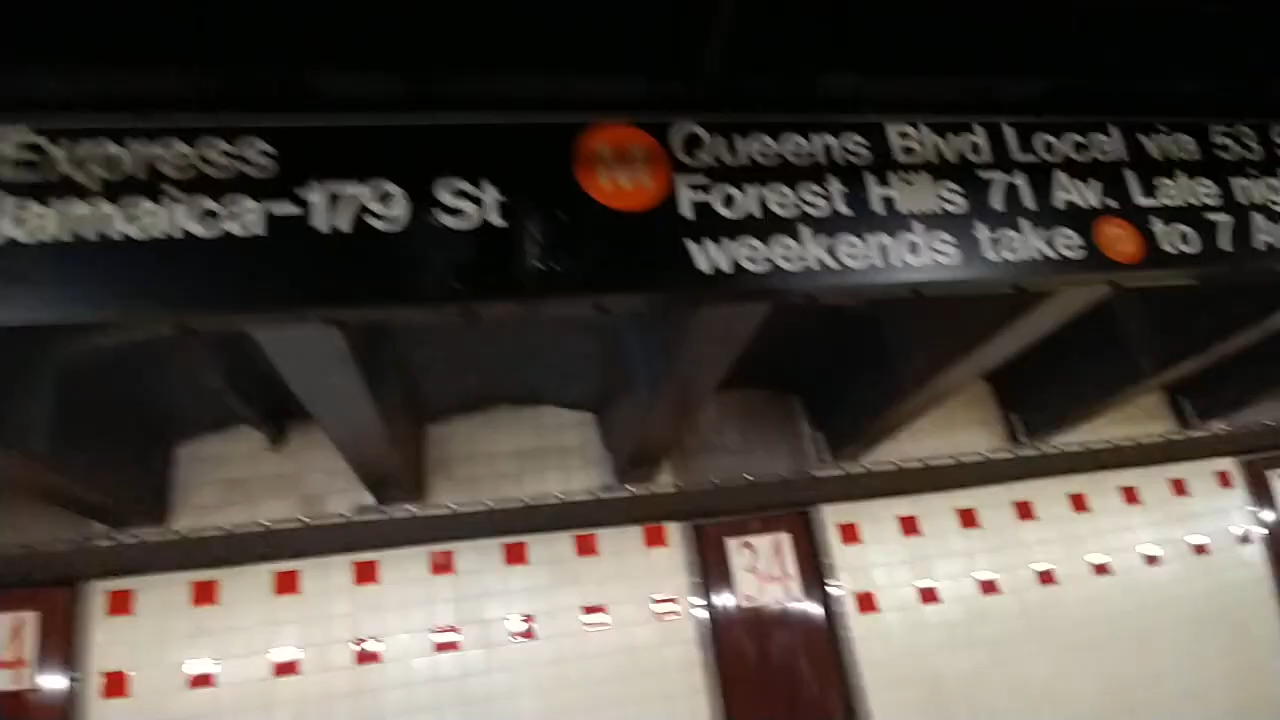 Express
Jamaica-179 St
M Queens Blvd Local via 53
Forest Hills 71 Av. Late
weekends take to 7
34